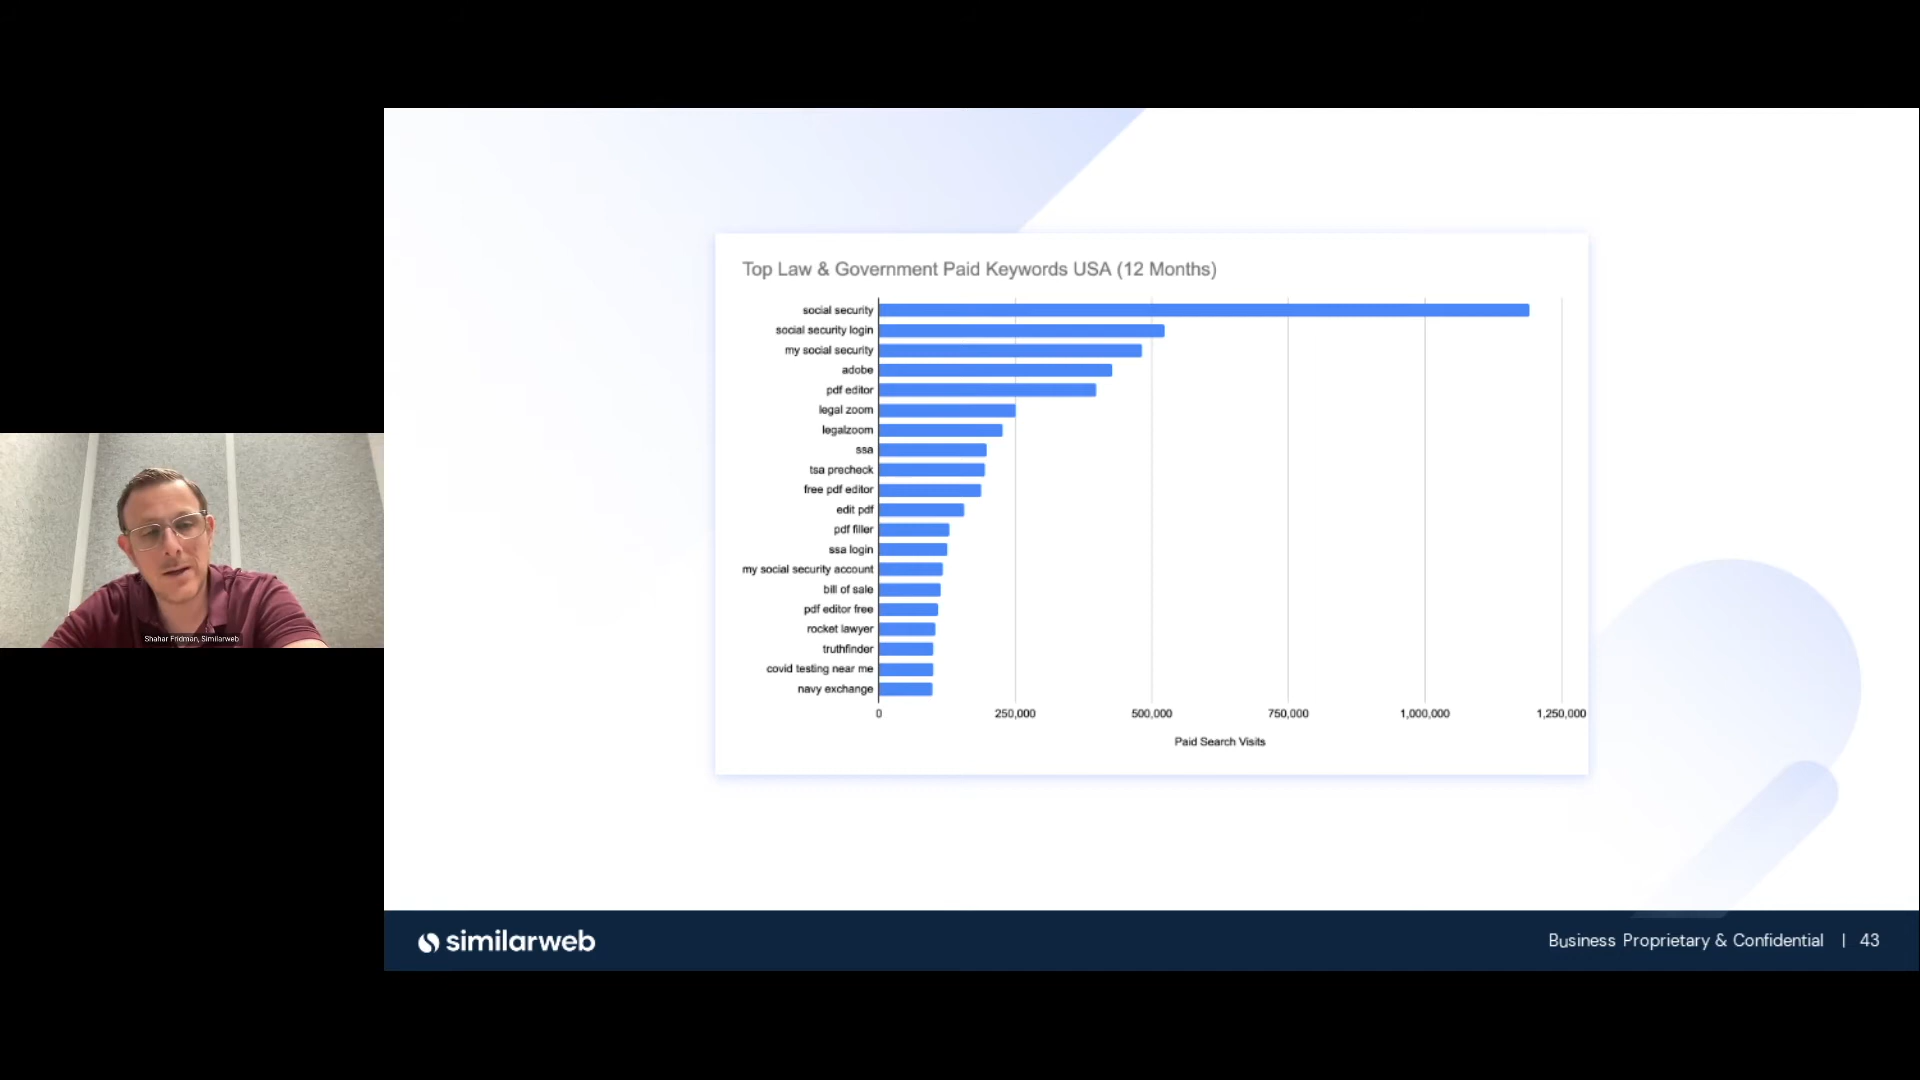 Top Law & Government Paid Keywords USA (12 Months)
social security
social security login
my social security
adobe
pdf editor
legal zoom
legalzoom
ssa
tsa precheck
free pdf editor
edit pdf
pdf filler
ssa login
my social security account
bill of sale
pdf editor free
rocket lawyer
truthfinder
covid testing near me
navy exchange
0 250,000 500,000 750,000 1,000,000 1,250,000
Paid Search Visits
Shahar Fridman, Similarweb
similarweb
Business Proprietary & Confidential | 43